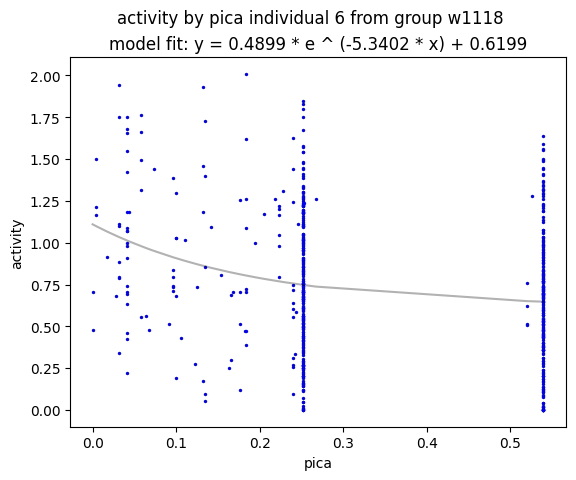 activity by pica individual 6 from group w1118
model fit: y = 0.4899 * e ^ (-5.3402 * x) + 0.6199
2.00
1.75
1.50
1.25
1.00
0.75
0.50
0.25
0.00
activity
0.0 0.1 0.2 0.3 0.4 0.5
pica